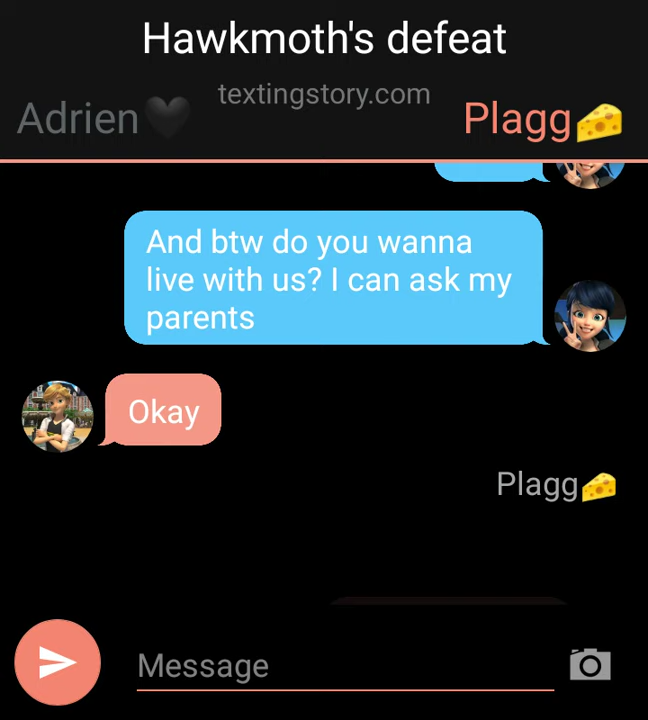 Hawkmoth's defeat
textingstory.com
Adrien🖤
Plagg🧀
And btw do you wanna
live with us? I can ask my
parents
Okay
Plagg🧀
Message